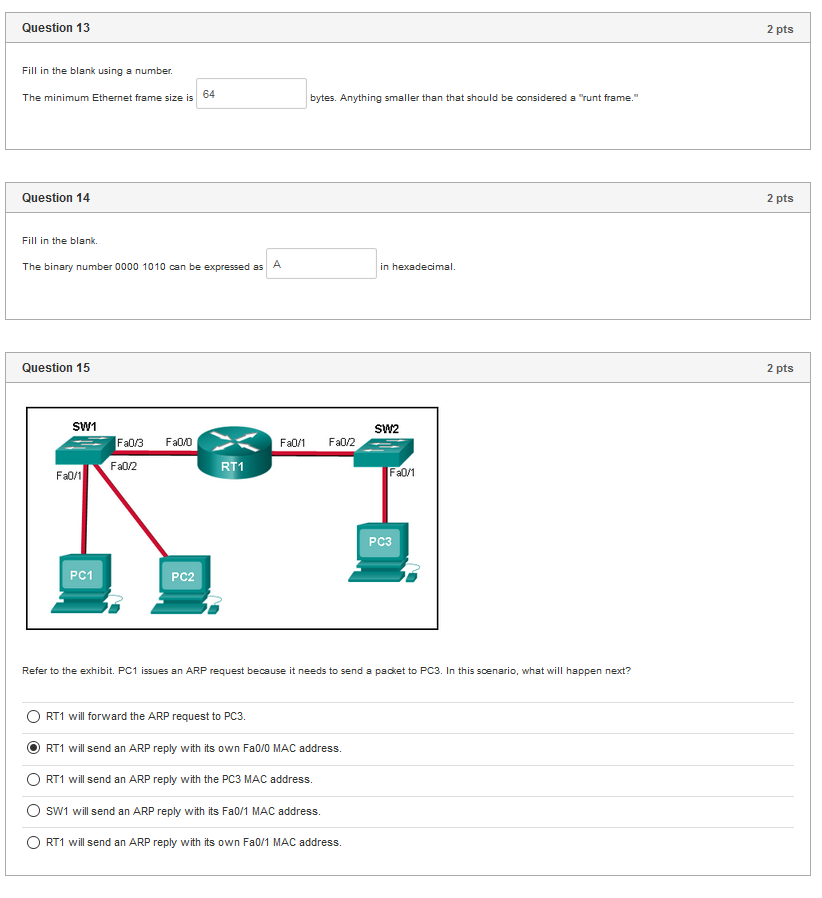 Question 13
2 pts
Fill in the blank using a number.
The minimum Ethernet frame size is 64 bytes. Anything smaller than that should be considered a "runt frame."
Question 14
2 pts
Fill in the blank.
The binary number 0000 1010 can be expressed as A in hexadecimal.
Question 15
2 pts
SW1
SW2
Fa0/3
Fa0/0
Fa0/1
Fa0/2
Fa0/1
Fa0/2
RT1
Fa0/1
PC3
PC1
PC2
Refer to the exhibit. PC1 issues an ARP request because it needs to send a packet to PC3. In this scenario, what will happen next?
RT1 will forward the ARP request to PC3.
RT1 will send an ARP reply with its own Fa0/0 MAC address.
RT1 will send an ARP reply with the PC3 MAC address.
SW1 will send an ARP reply with its Fa0/1 MAC address.
RT1 will send an ARP reply with its own Fa0/1 MAC address.